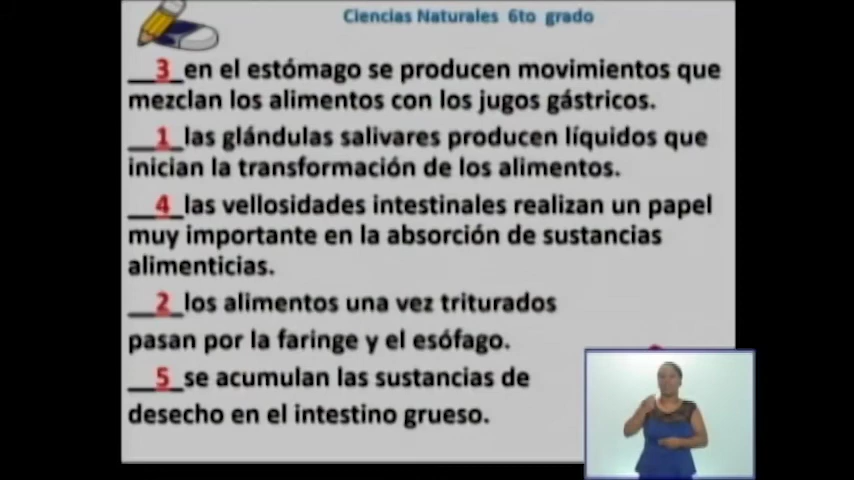 Ciencias Naturales 6to grado
__3_en el estómago se producen movimientos que
mezclan los alimentos con los jugos gástricos.
__1_las glándulas salivares producen líquidos que
inician la transformación de los alimentos.
__4_las vellosidades intestinales realizan un papel
muy importante en la absorción de sustancias
alimenticias.
__2_los alimentos una vez triturados
pasan por la faringe y el esófago.
__5_se acumulan las sustancias de
desecho en el intestino grueso.